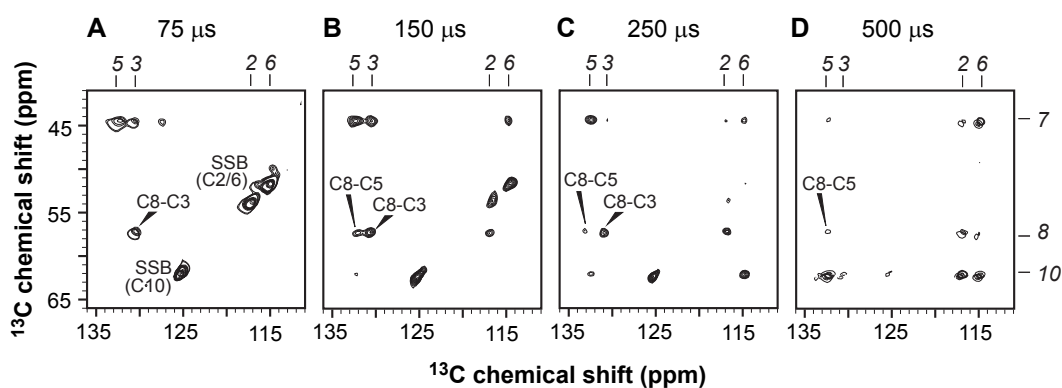 A 75 μs B 150 μs C 250 μs D 500 μs
5 3 2 6 5 3 2 6 5 3 2 6 5 3 2 6
45 7
SSB
(C2/6)
C8-C5 C8-C5 C8-C5
C8-C3 C8-C3 C8-C3
55 8
SSB
(C10)
10
65
135 125 115 135 125 115 135 125 115 135 125 115
13C chemical shift (ppm)
13C chemical shift (ppm)